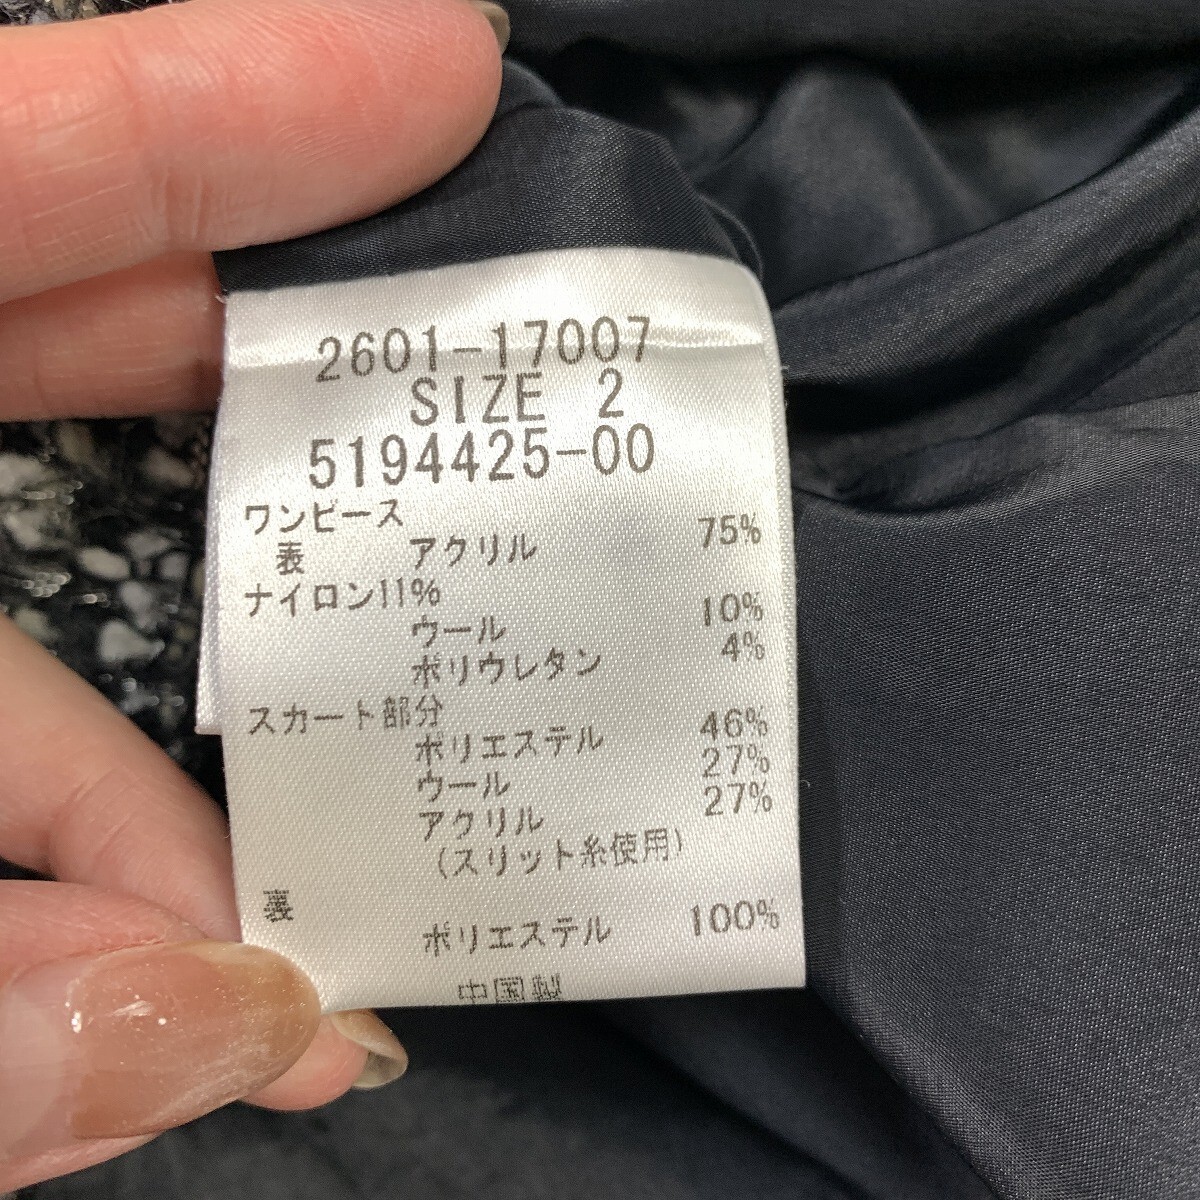 2601-17007
SIZE 2
5194425-00
ワンピース
表 アクリル 75%
ナイロン11%
ウール 10%
ポリウレタン 4%
スカート部分
ポリエステル 46%
ウール 27%
アクリル 27%
(スリット糸使用)
裏
ポリエステル 100%
中国製